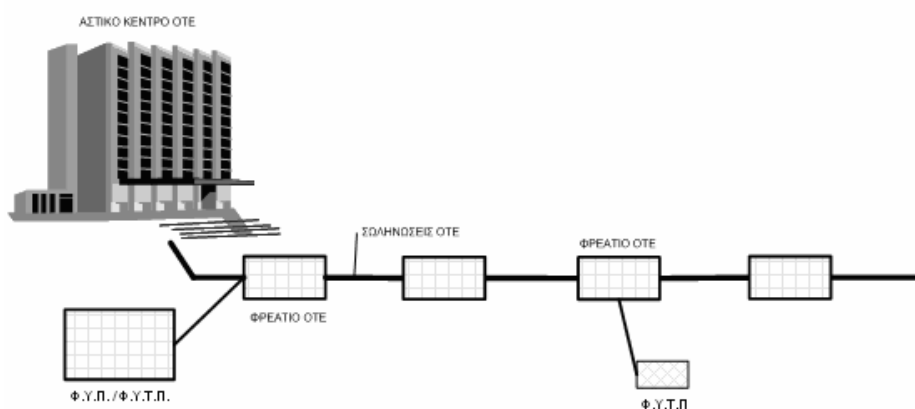 ΑΣΤΙΚΟ ΚΕΝΤΡΟ ΟΤΕ
ΣΩΛΗΝΩΣΕΙΣ ΟΤΕ
ΦΡΕΑΤΙΟ ΟΤΕ
ΦΡΕΑΤΙΟ ΟΤΕ
Φ.Υ.Π. /Φ.Υ.Τ.Π.
Φ.Υ.Τ.Π